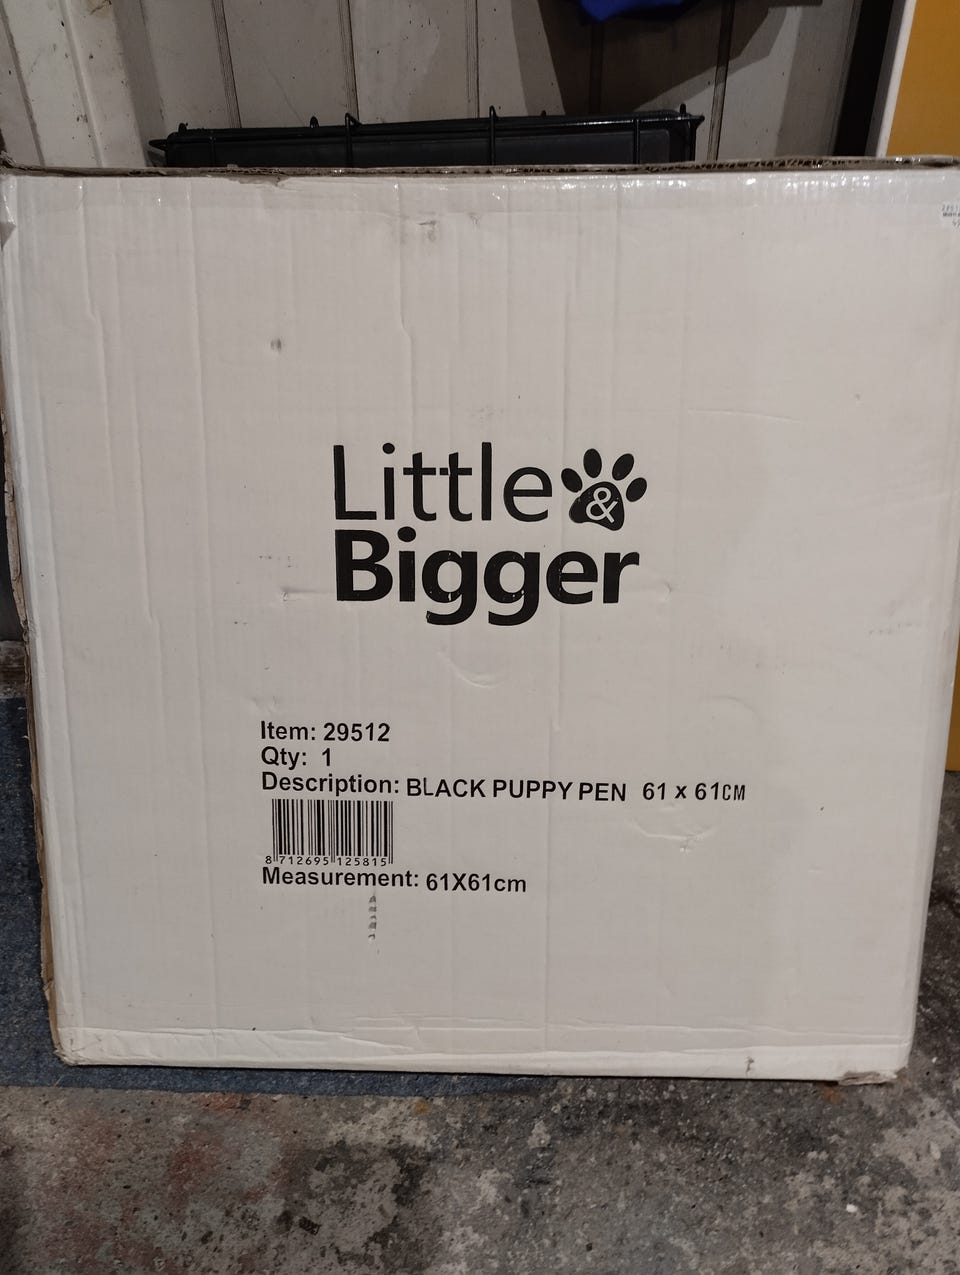 Little &
Bigger
Item: 29512
Qty: 1
Description: BLACK PUPPY PEN 61 x 61CM
8 712695 125815
Measurement: 61X61cm